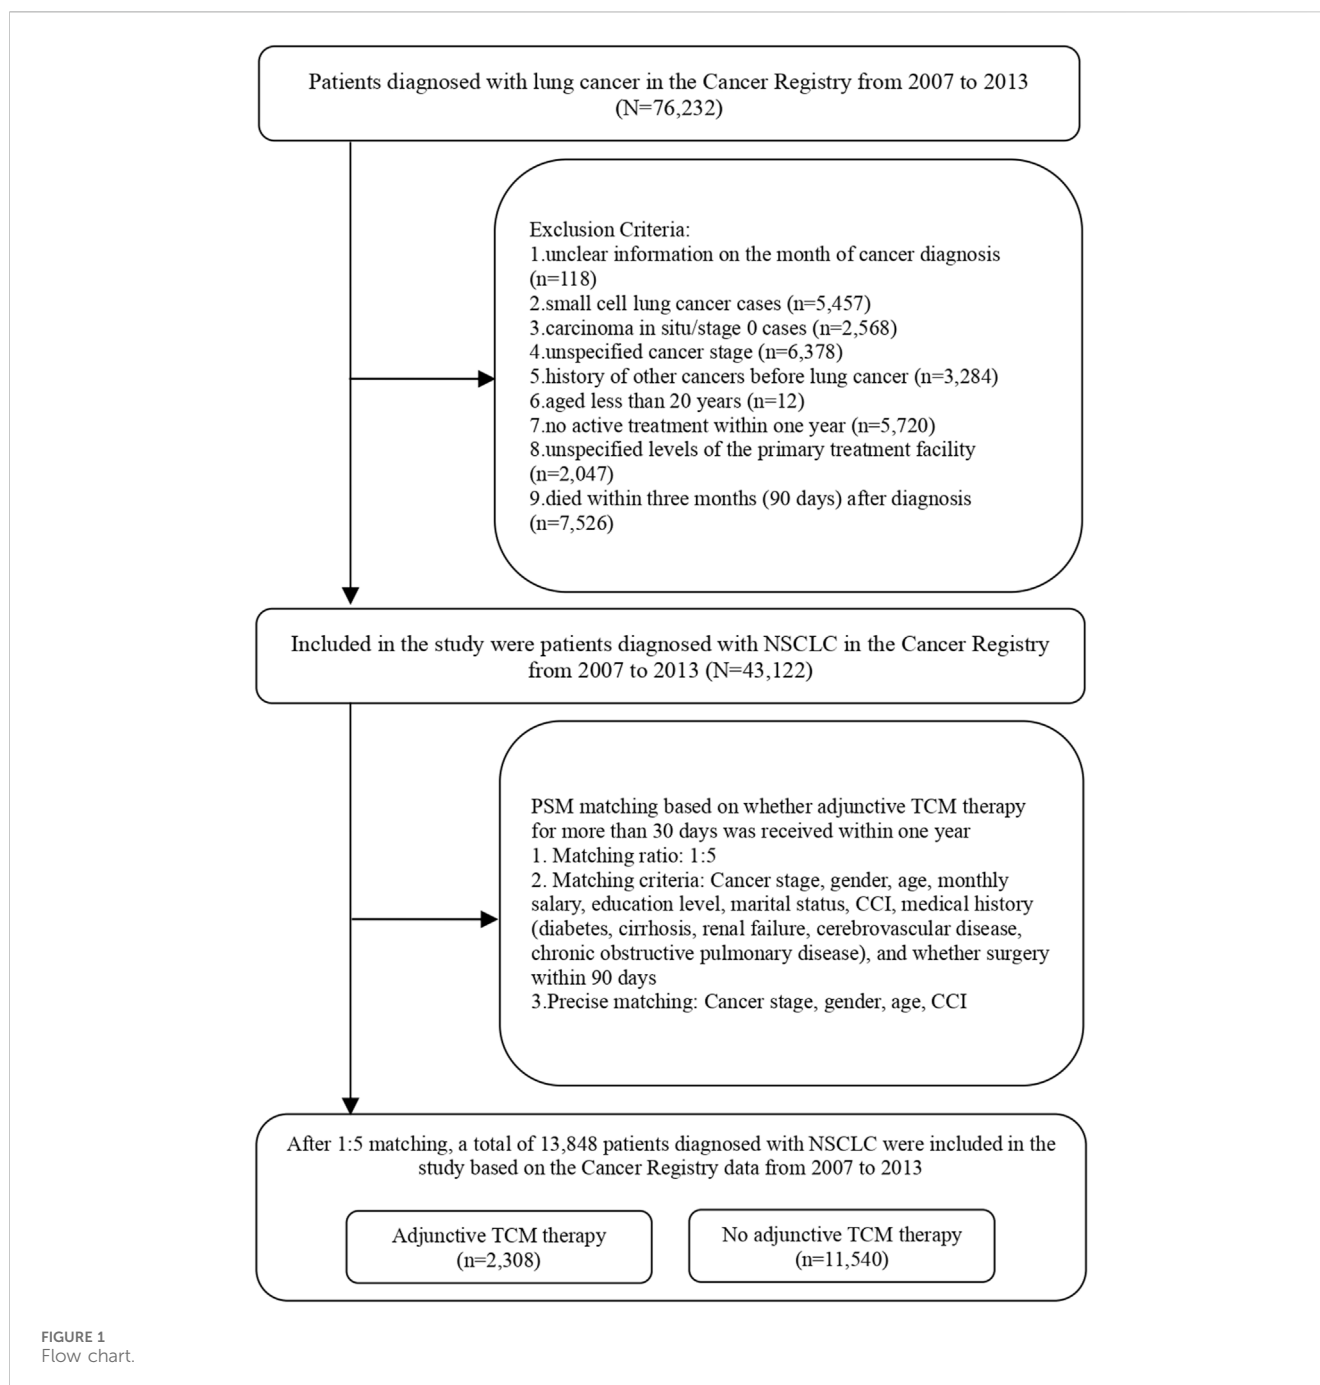 Patients diagnosed with lung cancer in the Cancer Registry from 2007 to 2013
(N=76,232)
Exclusion Criteria:
1.unclear information on the month of cancer diagnosis
(n=118)
2.small cell lung cancer cases (n=5,457)
3.carcinoma in situ/stage 0 cases (n=2,568)
4.unspecified cancer stage (n=6,378)
5.history of other cancers before lung cancer (n=3,284)
6.aged less than 20 years (n=12)
7.no active treatment within one year (n=5,720)
8.unspecified levels of the primary treatment facility
(n=2,047)
9.died within three months (90 days) after diagnosis
(n=7,526)
Included in the study were patients diagnosed with NSCLC in the Cancer Registry
from 2007 to 2013 (N=43,122)
PSM matching based on whether adjunctive TCM therapy
for more than 30 days was received within one year
1. Matching ratio: 1:5
2. Matching criteria: Cancer stage, gender, age, monthly
salary, education level, marital status, CCI, medical history
(diabetes, cirrhosis, renal failure, cerebrovascular disease,
chronic obstructive pulmonary disease), and whether surgery
within 90 days
3.Precise matching: Cancer stage, gender, age, CCI
After 1:5 matching, a total of 13,848 patients diagnosed with NSCLC were included in the
study based on the Cancer Registry data from 2007 to 2013
Adjunctive TCM therapy
(n=2,308)
No adjunctive TCM therapy
(n=11,540)
FIGURE 1
Flow chart.